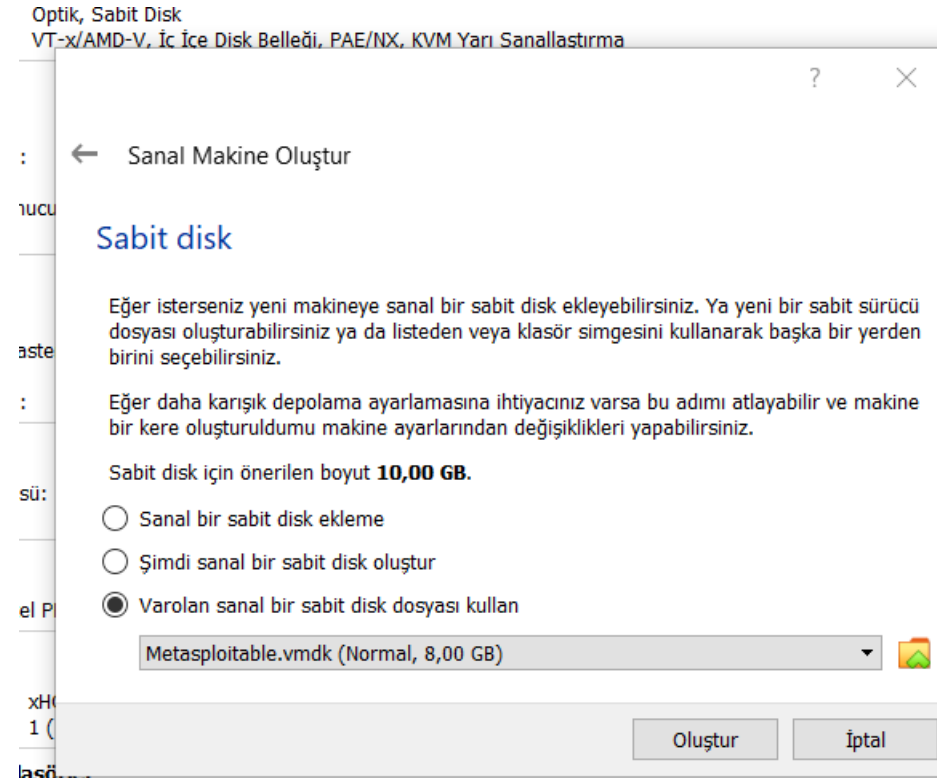 Optik, Sabit Disk
VT-x/AMD-V, İç İçe Disk Belleği, PAE/NX, KVM Yarı Sanallaştırma
?
:
Sanal Makine Oluştur
Sabit disk
Eğer isterseniz yeni makineye sanal bir sabit disk ekleyebilirsiniz. Ya yeni bir sabit sürücü
dosyası oluşturabilirsiniz ya da listeden veya klasör simgesini kullanarak başka bir yerden
birini seçebilirsiniz.
:
Eğer daha karışık depolama ayarlamasına ihtiyacınız varsa bu adımı atlayabilir ve makine
bir kere oluşturuldumu makine ayarlarından değişiklikleri yapabilirsiniz.
Sabit disk için önerilen boyut 10,00 GB.
sü:
Sanal bir sabit disk ekleme
Şimdi sanal bir sabit disk oluştur
el
Varolan sanal bir sabit disk dosyası kullan
Metasploitable.vmdk (Normal, 8,00 GB)
1 (
Oluştur
İptal